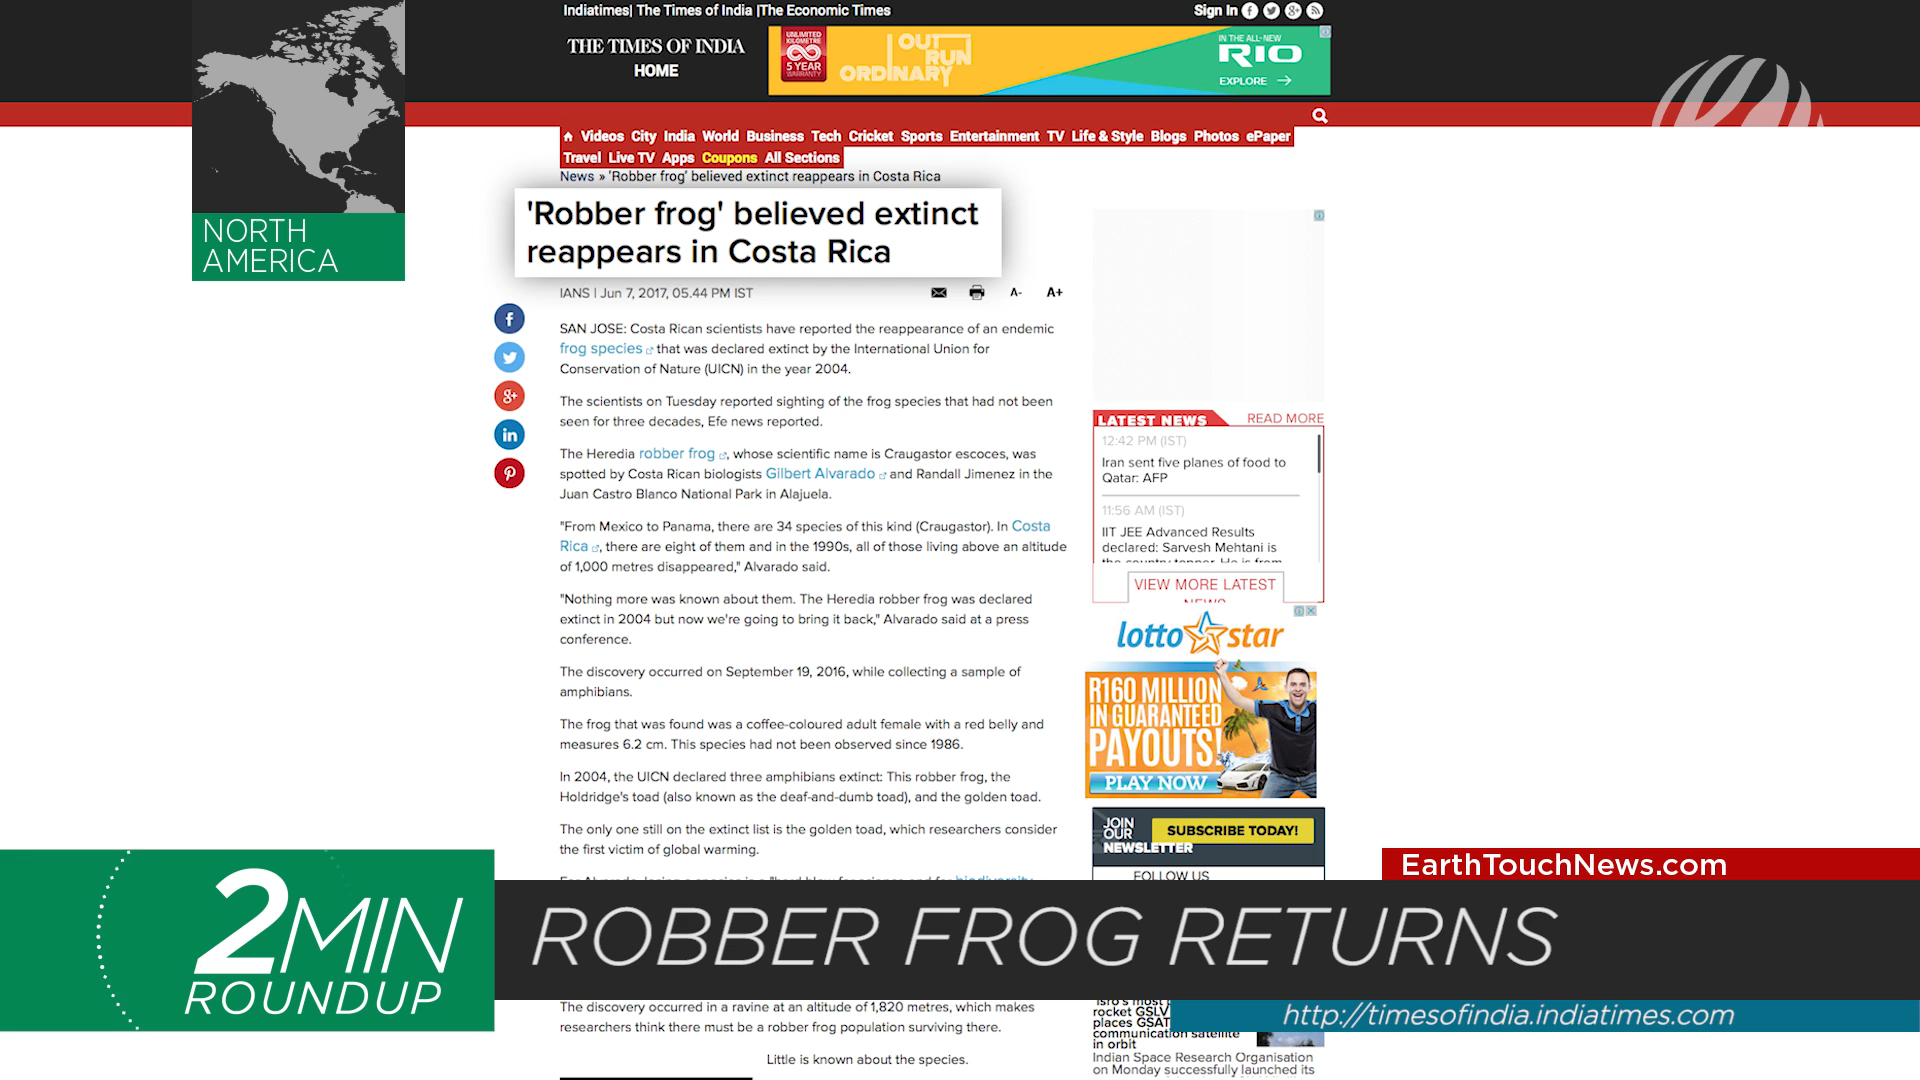 Indiatimes| The Times of India |The Economic Times
Sign In
THE TIMES OF INDIA
HOME
UNLIMITED
KILOMETRE
5 YEAR
WARRANTY
OUT
RUN
ORDINARY
IN THE ALL-NEW
RIO
EXPLORE
NORTH
AMERICA
Videos City India World Business Tech Cricket Sports Entertainment TV Life & Style Blogs Photos ePaper
Travel Live TV Apps Coupons All Sections
News » 'Robber frog' believed extinct reappears in Costa Rica
'Robber frog' believed extinct
reappears in Costa Rica
IANS | Jun 7, 2017, 05.44 PM IST
A- A+
SAN JOSE: Costa Rican scientists have reported the reappearance of an endemic
frog species that was declared extinct by the International Union for
Conservation of Nature (UICN) in the year 2004.
The scientists on Tuesday reported sighting of the frog species that had not been
seen for three decades, Efe news reported.
The Heredia robber frog, whose scientific name is Craugastor escoces, was
spotted by Costa Rican biologists Gilbert Alvarado and Randall Jimenez in the
Juan Castro Blanco National Park in Alajuela.
"From Mexico to Panama, there are 34 species of this kind (Craugastor). In Costa
Rica, there are eight of them and in the 1990s, all of those living above an altitude
of 1,000 metres disappeared," Alvarado said.
"Nothing more was known about them. The Heredia robber frog was declared
extinct in 2004 but now we're going to bring it back," Alvarado said at a press
conference.
The discovery occurred on September 19, 2016, while collecting a sample of
amphibians.
The frog that was found was a coffee-coloured adult female with a red belly and
measures 6.2 cm. This species had not been observed since 1986.
In 2004, the UICN declared three amphibians extinct: This robber frog, the
Holdridge's toad (also known as the deaf-and-dumb toad), and the golden toad.
The only one still on the extinct list is the golden toad, which researchers consider
the first victim of global warming.
LATEST NEWS
READ MORE
12:42 PM (IST)
Iran sent five planes of food to
Qatar: AFP
11:56 AM (IST)
IIT JEE Advanced Results
declared: Sarvesh Mehtani is
the country topper. He is from
VIEW MORE LATEST
NEWS
lotto star
R160 MILLION
IN GUARANTEED
PAYOUTS!
PLAY NOW
JOIN
OUR
NEWSLETTER
SUBSCRIBE TODAY!
FOLLOW US
EarthTouchNews.com
2MIN
ROUNDUP
ROBBER FROG RETURNS
http://timesofindia.indiatimes.com
The discovery occurred in a ravine at an altitude of 1,820 metres, which makes
researchers think there must be a robber frog population surviving there.
Little is known about the species.
rocket GSLV
places GSAT
communication satellite
in orbit
Indian Space Research Organisation
on Monday successfully launched its